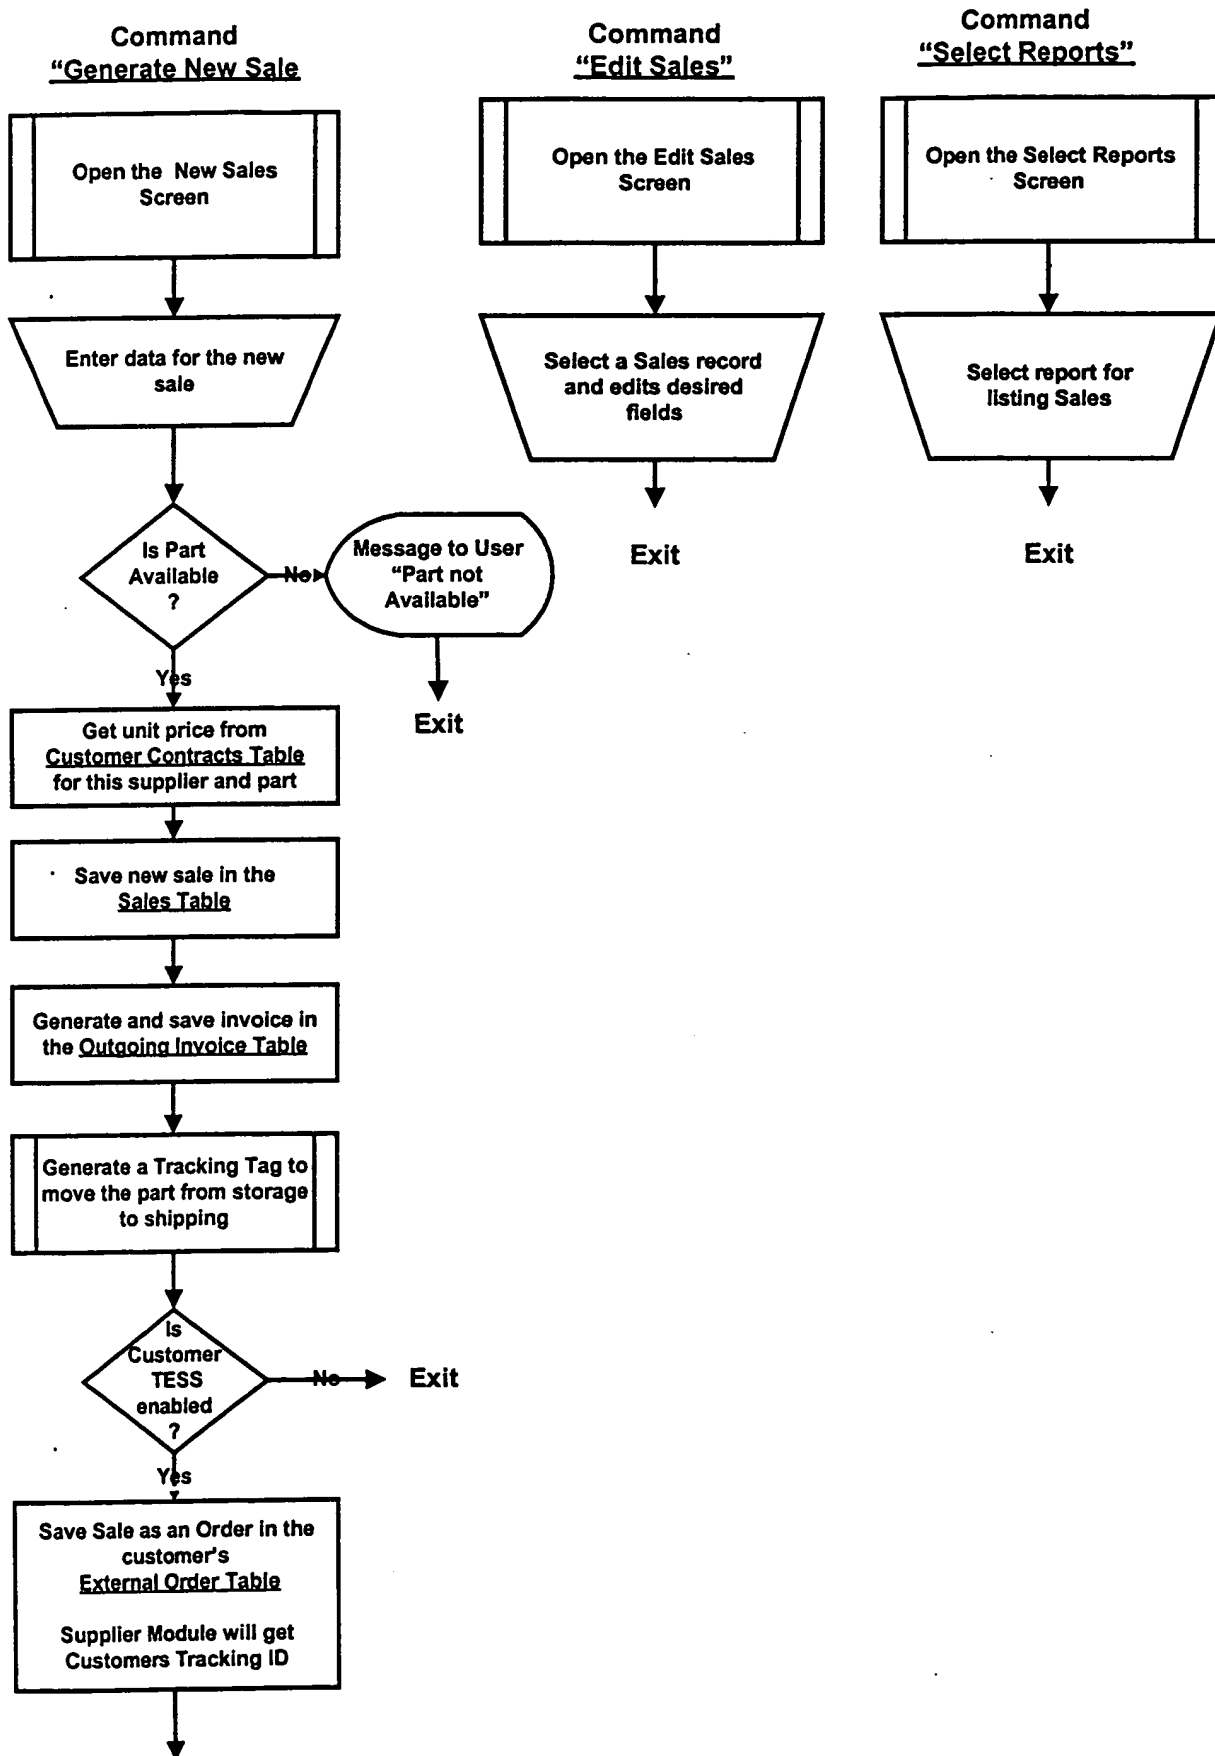 Command
"Generate New Sale
Open the New Sales
Screen
Enter data for the new
sale
Is Part
Available
?
No
Message to User
"Part not
Available"
Exit
Yes
Get unit price from
Customer Contracts Table
for this supplier and part
Save new sale in the
Sales Table
Generate and save invoice in
the Outgoing Invoice Table
Generate a Tracking Tag to
move the part from storage
to shipping
Is
Customer
TESS
enabled
?
No
Exit
Yes
Save Sale as an Order in the
customer's
External Order Table
Supplier Module will get
Customers Tracking ID
Command
"Edit Sales"
Open the Edit Sales
Screen
Select a Sales record
and edits desired
fields
Exit
Command
"Select Reports"
Open the Select Reports
Screen
Select report for
listing Sales
Exit